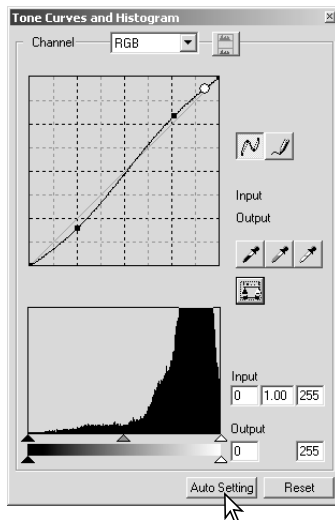 Tone Curves and Histogram
Channel RGB
Input
Output
Input
0 1.00 255
Output
0 255
Auto Setting Reset